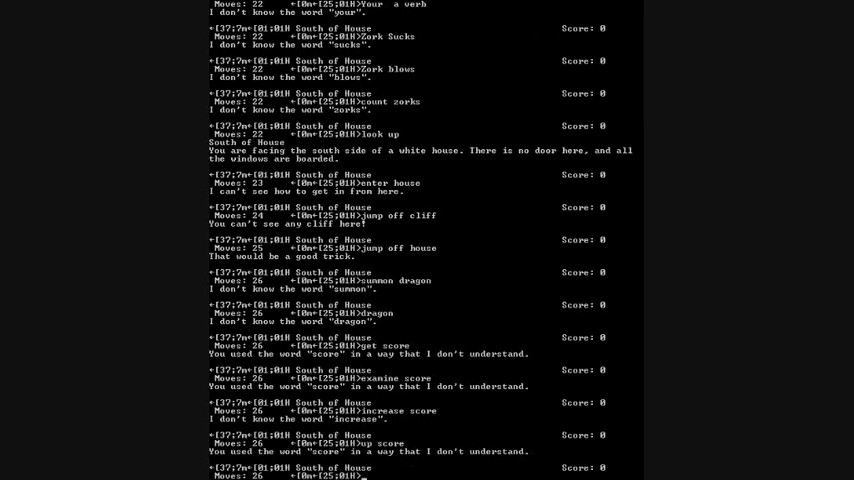 Moves: 22     ←[0m←[25;01H>Your  a verb
I don't know the word "your".
←[37;7m←[01;01H South of House     Score: 0
Moves: 22     ←[0m←[25;01H>Zork Sucks
I don't know the word "sucks".
←[37;7m←[01;01H South of House     Score: 0
Moves: 22     ←[0m←[25;01H>Zork blows
I don't know the word "blows".
←[37;7m←[01;01H South of House     Score: 0
Moves: 22     ←[0m←[25;01H>count zorks
I don't know the word "zorks".
←[37;7m←[01;01H South of House     Score: 0
Moves: 22     ←[0m←[25;01H>look up
South of House
You are facing the south side of a white house. There is no door here, and all
the windows are boarded.
←[37;7m←[01;01H South of House     Score: 0
Moves: 23     ←[0m←[25;01H>enter house
I can't see how to get in from here.
←[37;7m←[01;01H South of House     Score: 0
Moves: 24     ←[0m←[25;01H>jump off cliff
You can't see any cliff here!
←[37;7m←[01;01H South of House     Score: 0
Moves: 25     ←[0m←[25;01H>jump off house
That would be a good trick.
←[37;7m←[01;01H South of House     Score: 0
Moves: 26     ←[0m←[25;01H>summon dragon
I don't know the word "summon".
←[37;7m←[01;01H South of House     Score: 0
Moves: 26     ←[0m←[25;01H>dragon
I don't know the word "dragon".
←[37;7m←[01;01H South of House     Score: 0
Moves: 26     ←[0m←[25;01H>get score
You used the word "score" in a way that I don't understand.
←[37;7m←[01;01H South of House     Score: 0
Moves: 26     ←[0m←[25;01H>examine score
You used the word "score" in a way that I don't understand.
←[37;7m←[01;01H South of House     Score: 0
Moves: 26     ←[0m←[25;01H>increase score
I don't know the word "increase".
←[37;7m←[01;01H South of House     Score: 0
Moves: 26     ←[0m←[25;01H>up score
You used the word "score" in a way that I don't understand.
←[37;7m←[01;01H South of House     Score: 0
Moves: 26     ←[0m←[25;01H>_